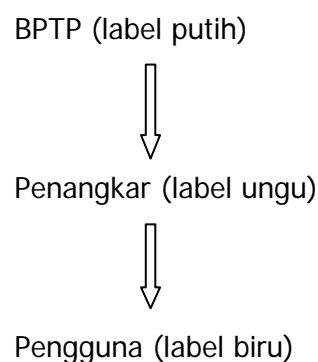 BPTP (label putih)
Penangkar (label ungu)
Pengguna (label biru)